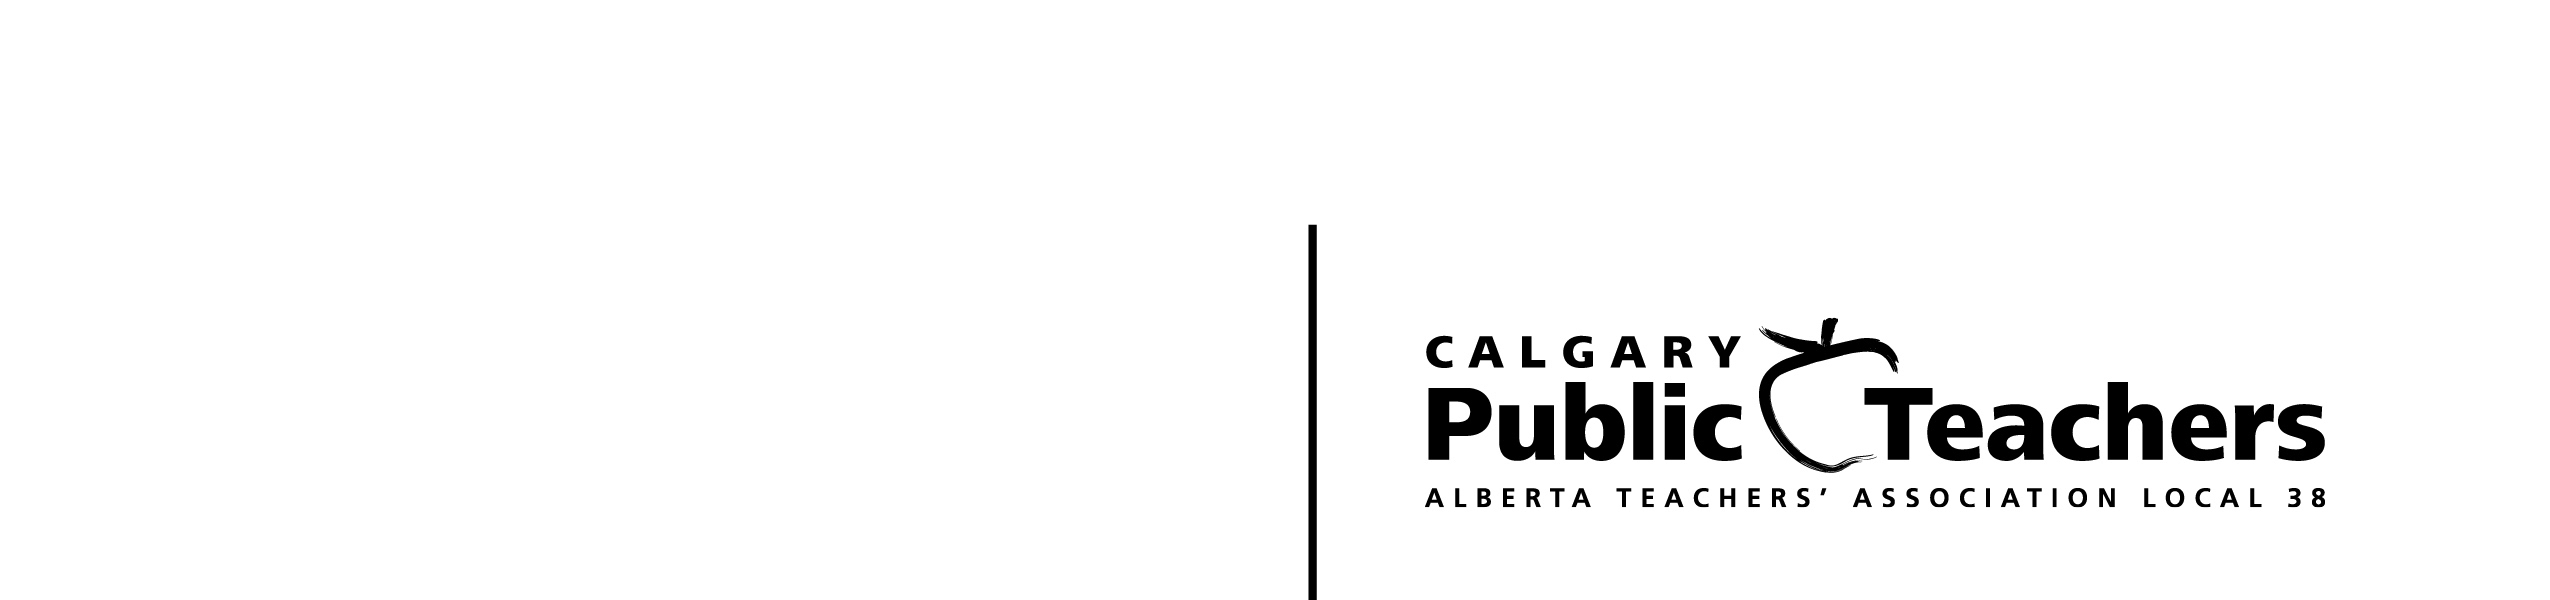 CALGARY
Public Teachers
ALBERTA TEACHERS’ ASSOCIATION LOCAL 38